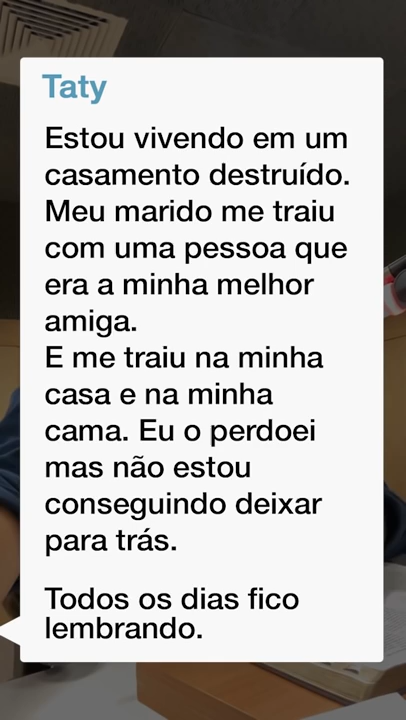 Taty
Estou vivendo em um
casamento destruído.
Meu marido me traiu
com uma pessoa que
era a minha melhor
amiga.
E me traiu na minha
casa e na minha
cama. Eu o perdoei
mas não estou
conseguindo deixar
para trás.
Todos os dias fico
lembrando.